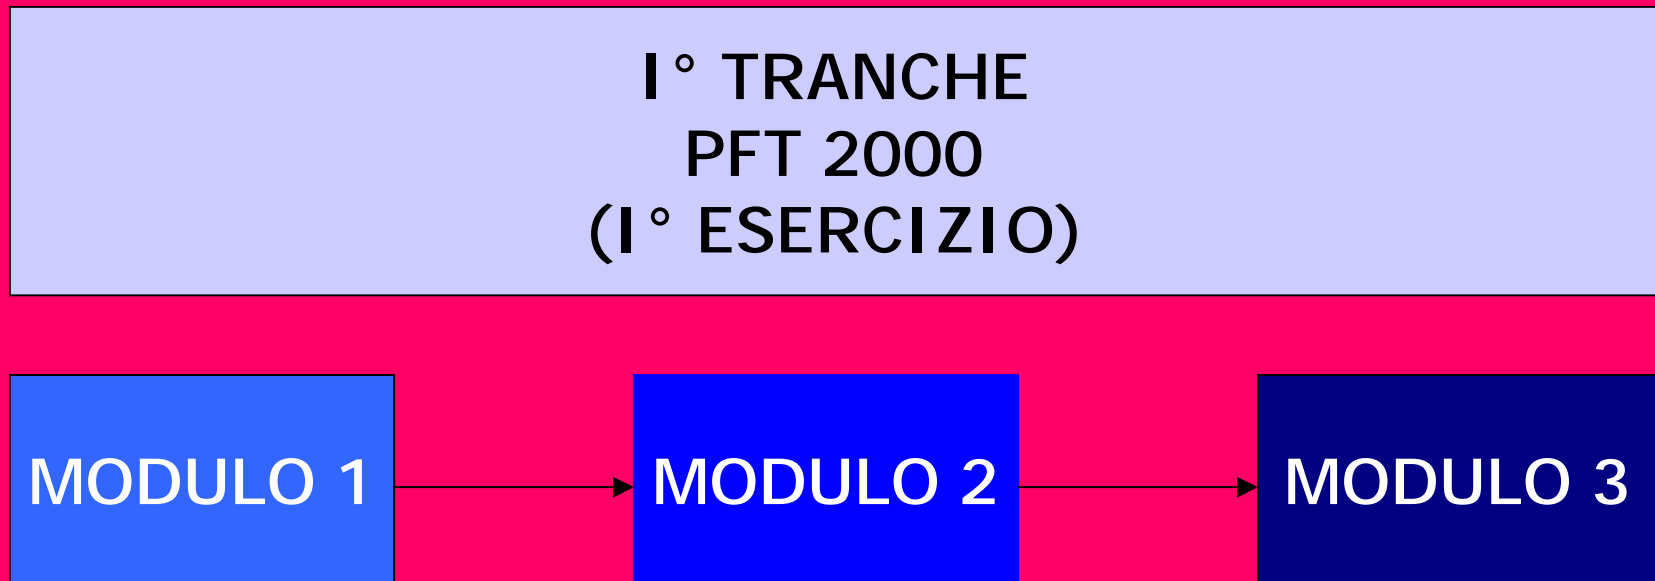 I° TRANCHE
PFT 2000
(I° ESERCIZIO)
MODULO 1
MODULO 2
MODULO 3